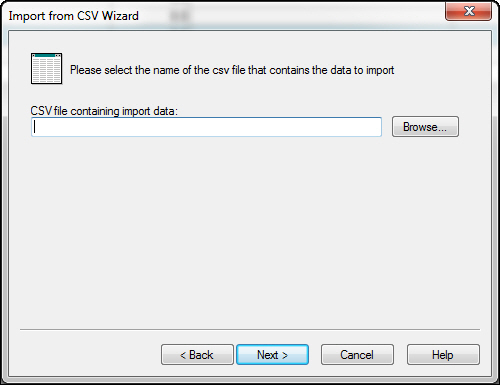 Import from CSV Wizard
Please select the name of the csv file that contains the data to import
CSV file containing import data:
Browse...
< Back
Next >
Cancel
Help